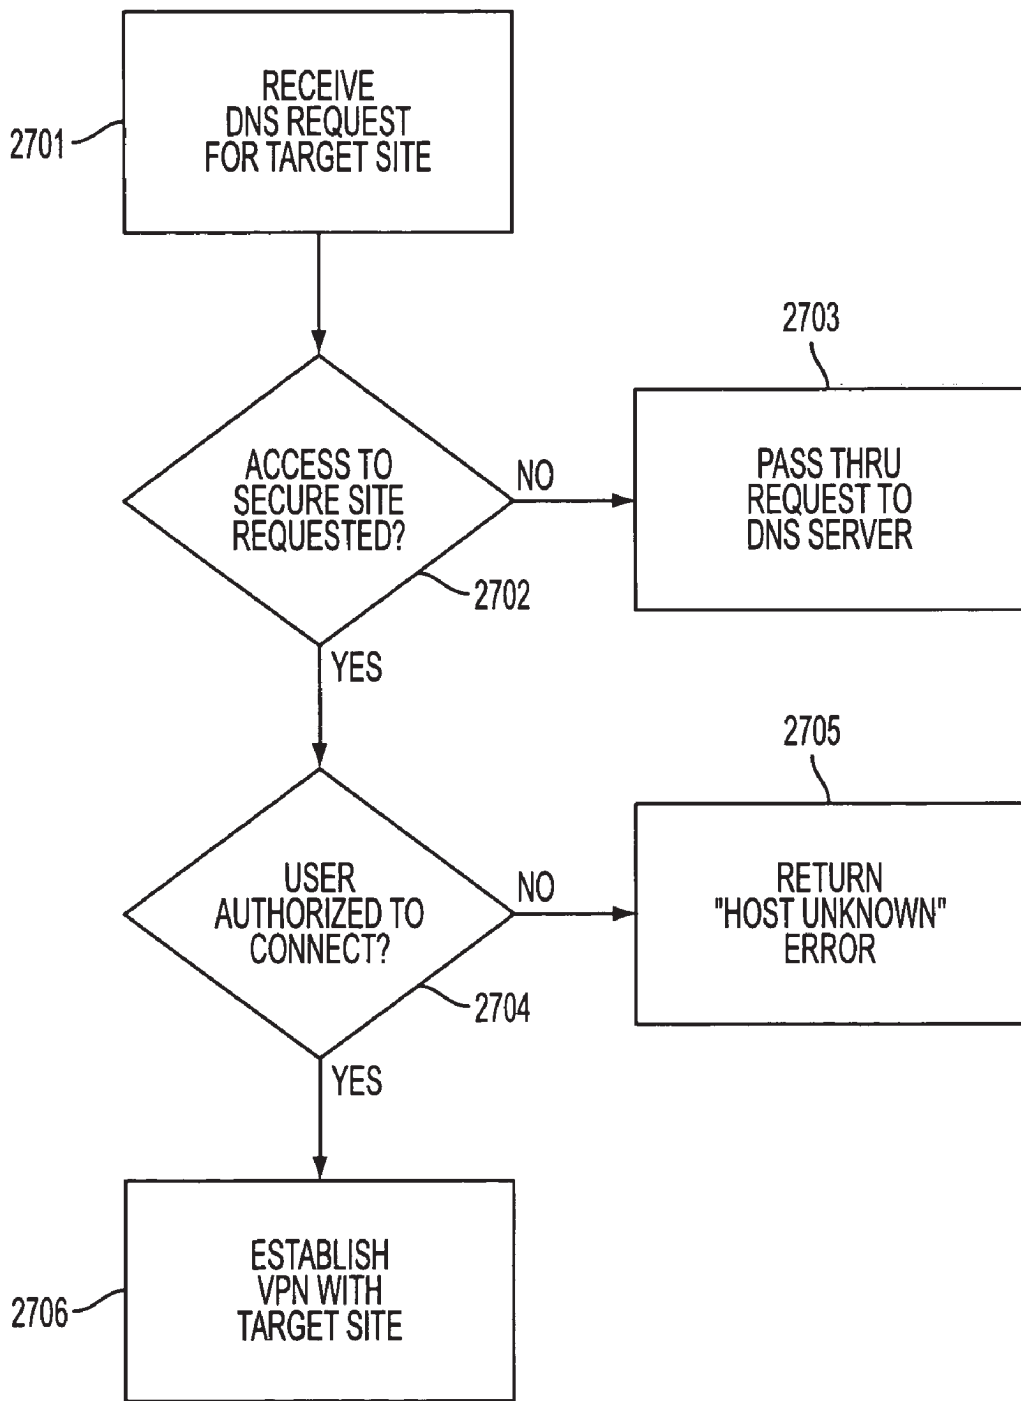 RECEIVE
DNS REQUEST
FOR TARGET SITE
2701
ACCESS TO
SECURE SITE
REQUESTED?
2702
NO
2703
PASS THRU
REQUEST TO
DNS SERVER
YES
USER
AUTHORIZED TO
CONNECT?
2704
NO
2705
RETURN
"HOST UNKNOWN"
ERROR
YES
ESTABLISH
VPN WITH
TARGET SITE
2706